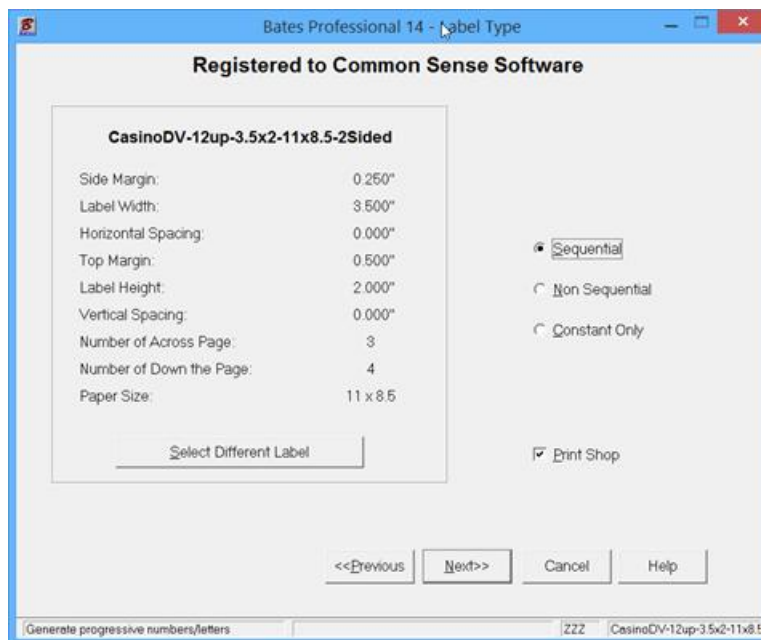 Bates Professional 14 - Label Type
Registered to Common Sense Software
CasinoDV-12up-3.5x2-11x8.5-2Sided
Side Margin: 0.250"
Label Width: 3.500"
Horizontal Spacing: 0.000"
Top Margin: 0.500"
Label Height: 2.000"
Vertical Spacing: 0.000"
Number of Across Page: 3
Number of Down the Page: 4
Paper Size: 11 x 8.5
Select Different Label
Sequential
Non Sequential
Constant Only
Print Shop
<<Previous Next>> Cancel Help
Generate progressive numbers/letters ZZZ CasinoDV-12up-3.5x2-11x8.5